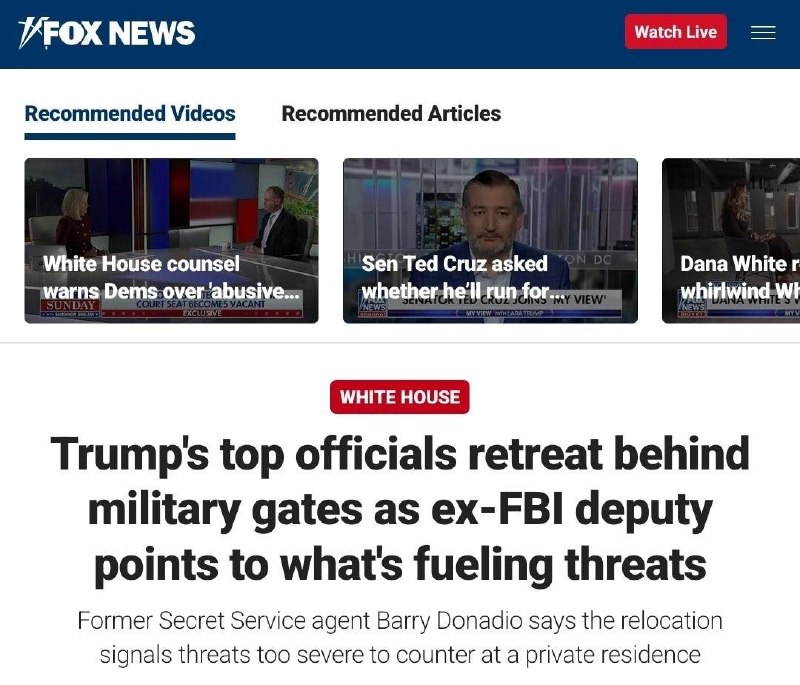 FOX NEWS
Watch Live
Recommended Videos
Recommended Articles
White House counsel
warns Dems over 'abusive...
SUNDAY
COURT SEAT BECOMES VACANT
EXCLUSIVE
Sen Ted Cruz asked
whether he'll run for...
ON DC
SENATOR TED CRUZ JOINS 'MY VIEW'
MY VIEW WITH LARA TRUMP
Dana White r
whirlwind Wh
DANA WHITE'S
WHITE HOUSE
Trump's top officials retreat behind
military gates as ex-FBI deputy
points to what's fueling threats
Former Secret Service agent Barry Donadio says the relocation
signals threats too severe to counter at a private residence